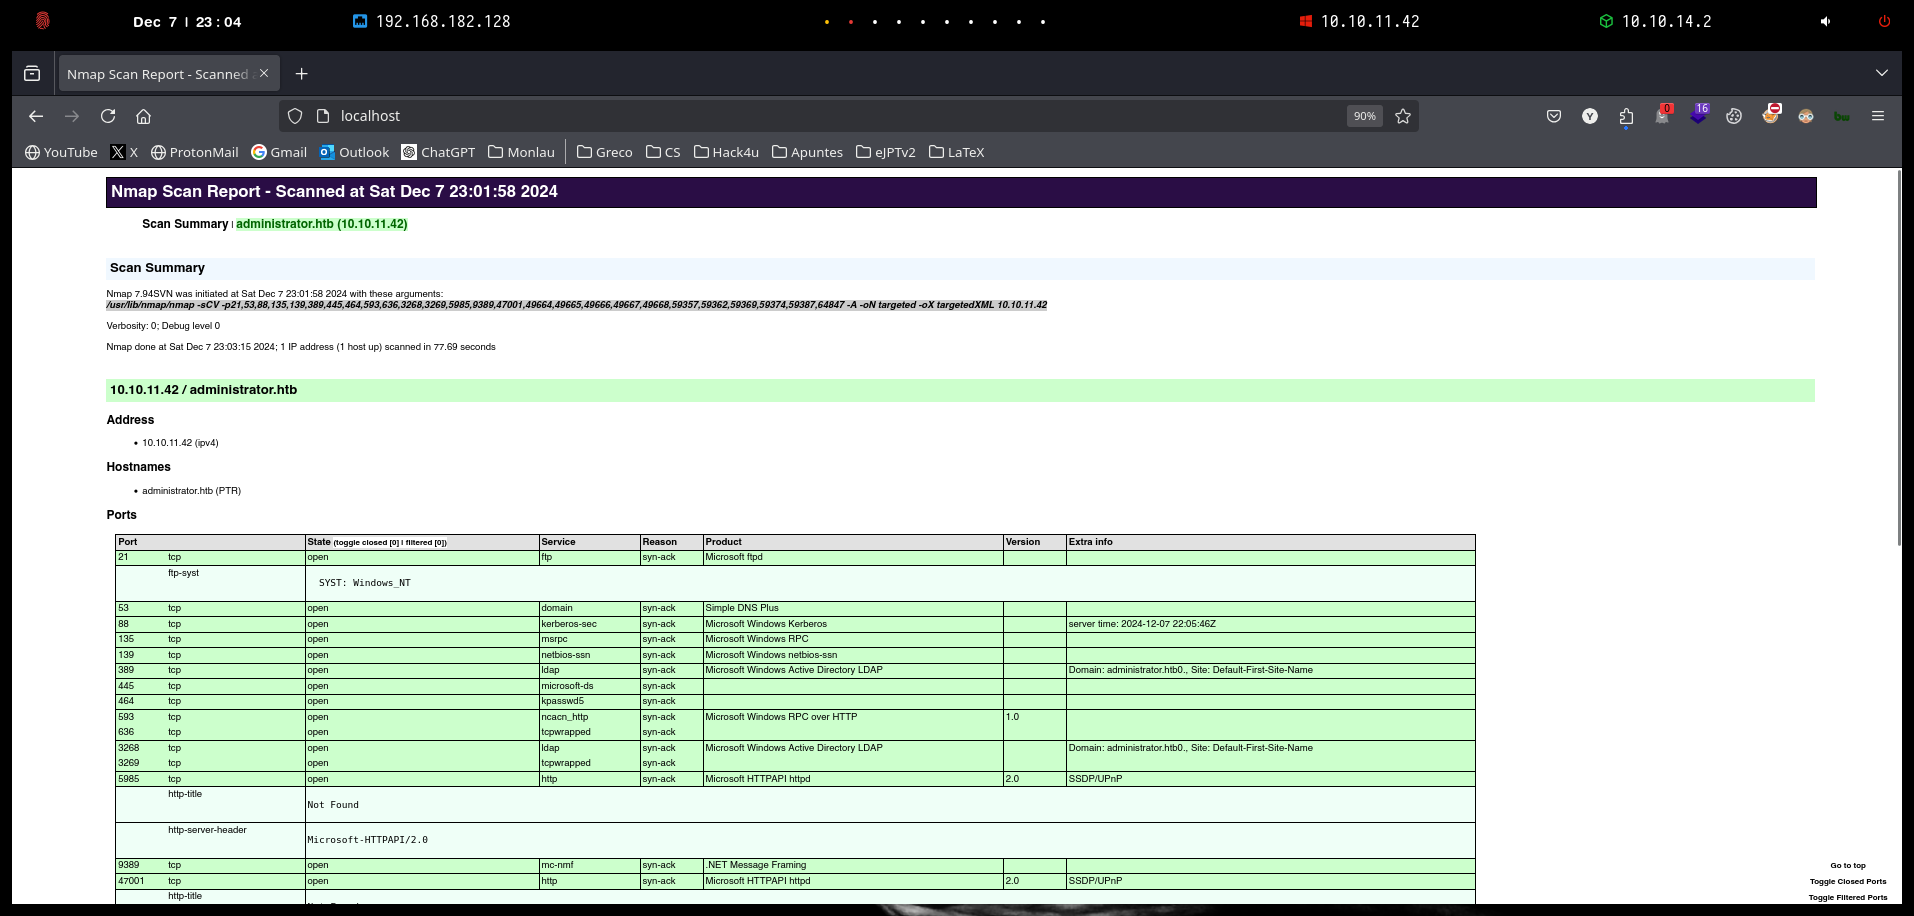 Dec 7 | 23:04 192.168.182.128 10.10.11.42 10.10.14.2
Nmap Scan Report - Scanned
localhost 90% Y 0 16 bw
YouTube X ProtonMail Gmail Outlook ChatGPT Monlau Greco CS Hack4u Apuntes eJPTv2 LaTeX
Nmap Scan Report - Scanned at Sat Dec 7 23:01:58 2024
Scan Summary | administrator.htb (10.10.11.42)
Scan Summary
Nmap 7.94SVN was initiated at Sat Dec 7 23:01:58 2024 with these arguments:
/usr/lib/nmap/nmap -sCV -p21,53,88,135,139,389,445,464,593,636,3268,3269,5985,9389,47001,49664,49665,49666,49667,49668,59357,59362,59369,59374,59387,64847 -A -oN targeted -oX targetedXML 10.10.11.42
Verbosity: 0; Debug level 0
Nmap done at Sat Dec 7 23:03:15 2024; 1 IP address (1 host up) scanned in 77.69 seconds
10.10.11.42 / administrator.htb
Address
• 10.10.11.42 (ipv4)
Hostnames
• administrator.htb (PTR)
Ports
Port State (toggle closed [0] | filtered [0]) Service Reason Product Version Extra info
21 tcp open ftp syn-ack Microsoft ftpd
ftp-syst SYST: Windows_NT
53 tcp open domain syn-ack Simple DNS Plus
88 tcp open kerberos-sec syn-ack Microsoft Windows Kerberos server time: 2024-12-07 22:05:46Z
135 tcp open msrpc syn-ack Microsoft Windows RPC
139 tcp open netbios-ssn syn-ack Microsoft Windows netbios-ssn
389 tcp open ldap syn-ack Microsoft Windows Active Directory LDAP Domain: administrator.htb0., Site: Default-First-Site-Name
445 tcp open microsoft-ds syn-ack
464 tcp open kpasswd5 syn-ack
593 tcp open ncacn_http syn-ack Microsoft Windows RPC over HTTP 1.0
636 tcp open tcpwrapped syn-ack
3268 tcp open ldap syn-ack Microsoft Windows Active Directory LDAP Domain: administrator.htb0., Site: Default-First-Site-Name
3269 tcp open tcpwrapped syn-ack
5985 tcp open http syn-ack Microsoft HTTPAPI httpd 2.0 SSDP/UPnP
http-title Not Found
http-server-header Microsoft-HTTPAPI/2.0
9389 tcp open mc-nmf syn-ack .NET Message Framing
47001 tcp open http syn-ack Microsoft HTTPAPI httpd 2.0 SSDP/UPnP
http-title
Go to top
Toggle Closed Ports
Toggle Filtered Ports